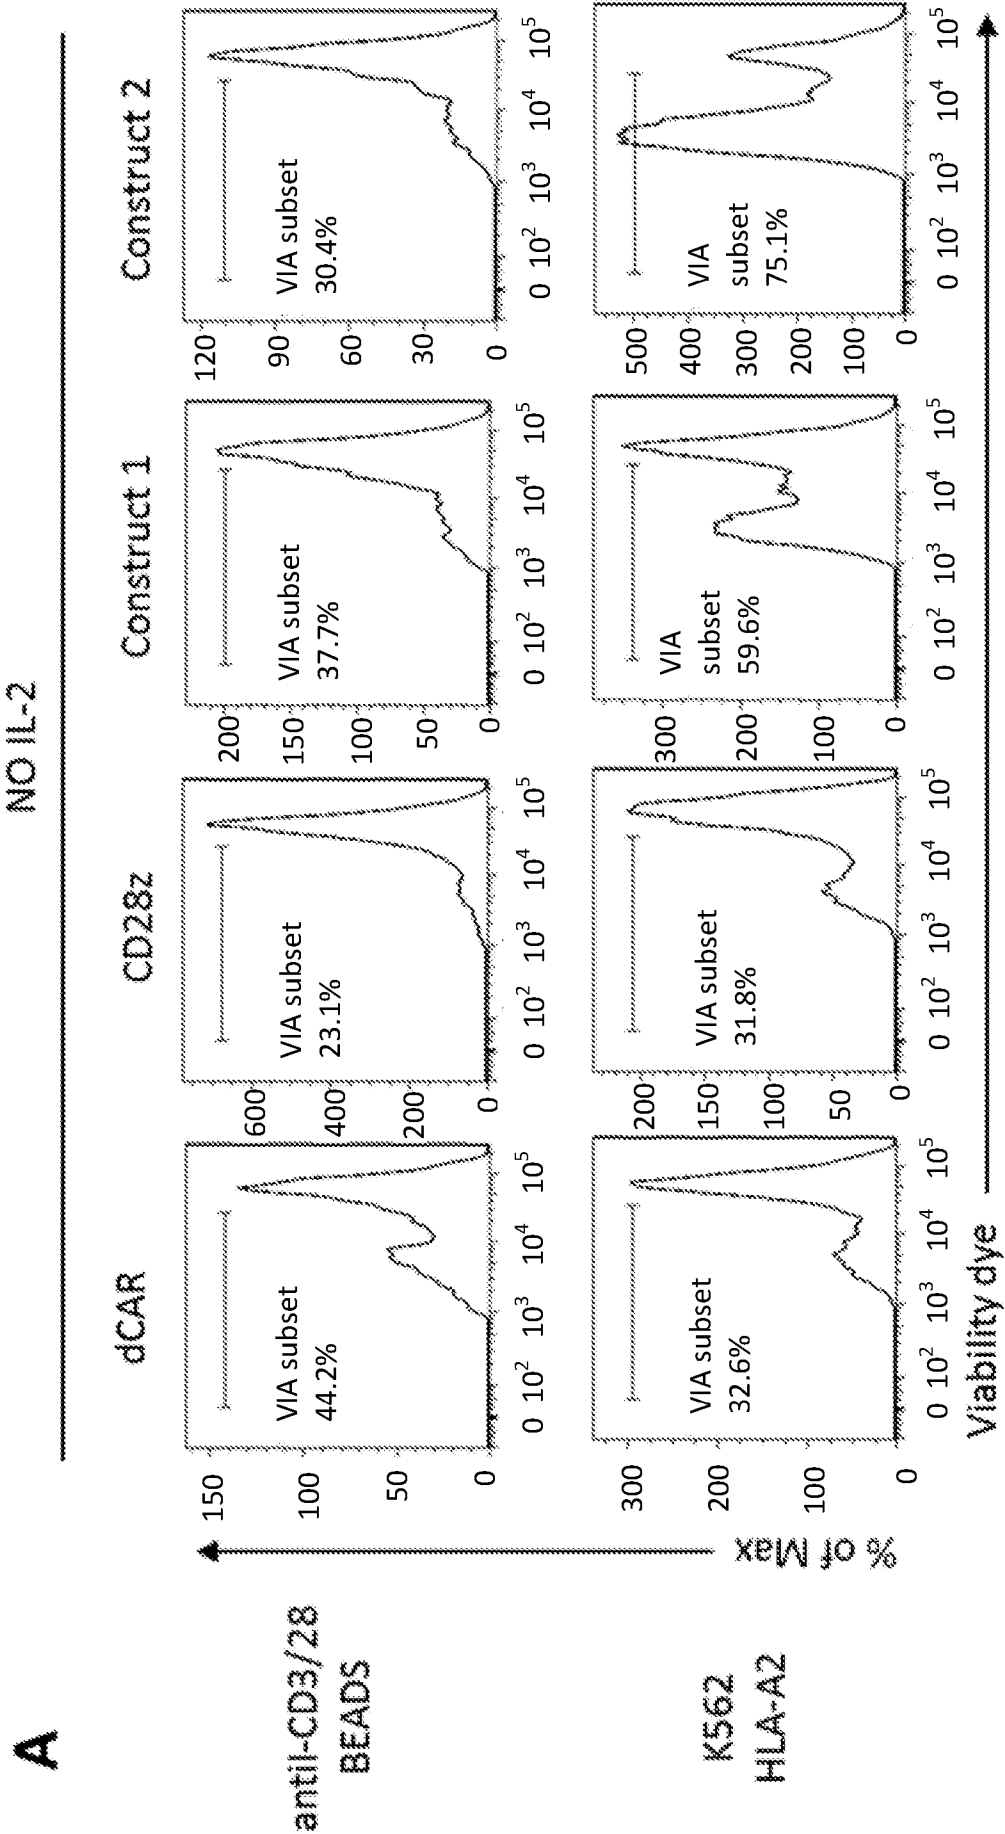 A
NO IL-2
dCAR
CD28z
Construct 1
Construct 2
antil-CD3/28
BEADS
150
100
50
0
VIA subset
44.2%
0 10² 10³ 10⁴ 10⁵
600
400
200
0
VIA subset
23.1%
0 10² 10³ 10⁴ 10⁵
200
150
100
50
0
VIA subset
37.7%
0 10² 10³ 10⁴ 10⁵
120
90
60
30
0
VIA subset
30.4%
0 10² 10³ 10⁴ 10⁵
K562
HLA-A2
% of Max
300
200
100
0
VIA subset
32.6%
0 10² 10³ 10⁴ 10⁵
200
150
100
50
0
VIA subset
31.8%
0 10² 10³ 10⁴ 10⁵
300
200
100
0
VIA
subset
59.6%
0 10² 10³ 10⁴ 10⁵
500
400
300
200
100
0
VIA
subset
75.1%
0 10² 10³ 10⁴ 10⁵
Viability dye